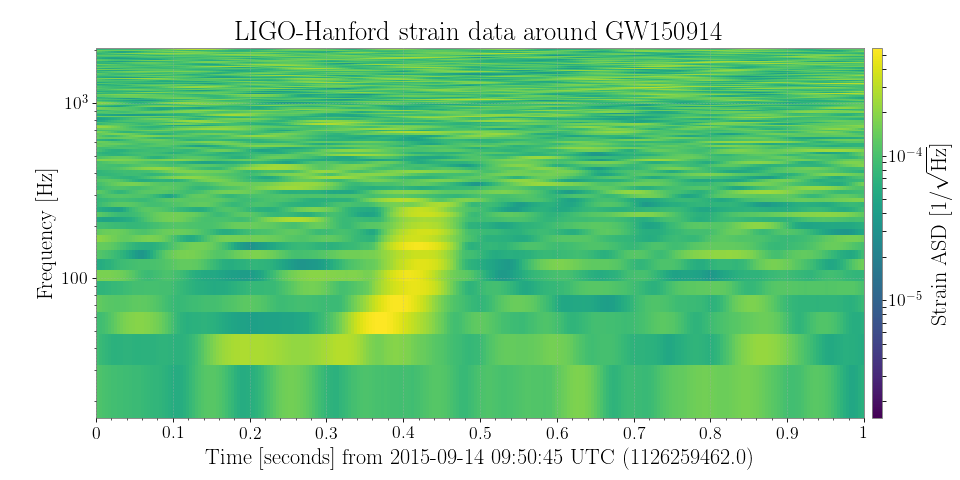 LIGO-Hanford strain data around GW150914
Frequency [Hz]
10³
100
0 0.1 0.2 0.3 0.4 0.5 0.6 0.7 0.8 0.9 1
Time [seconds] from 2015-09-14 09:50:45 UTC (1126259462.0)
10⁻⁴
10⁻⁵
Strain ASD [1/√Hz]